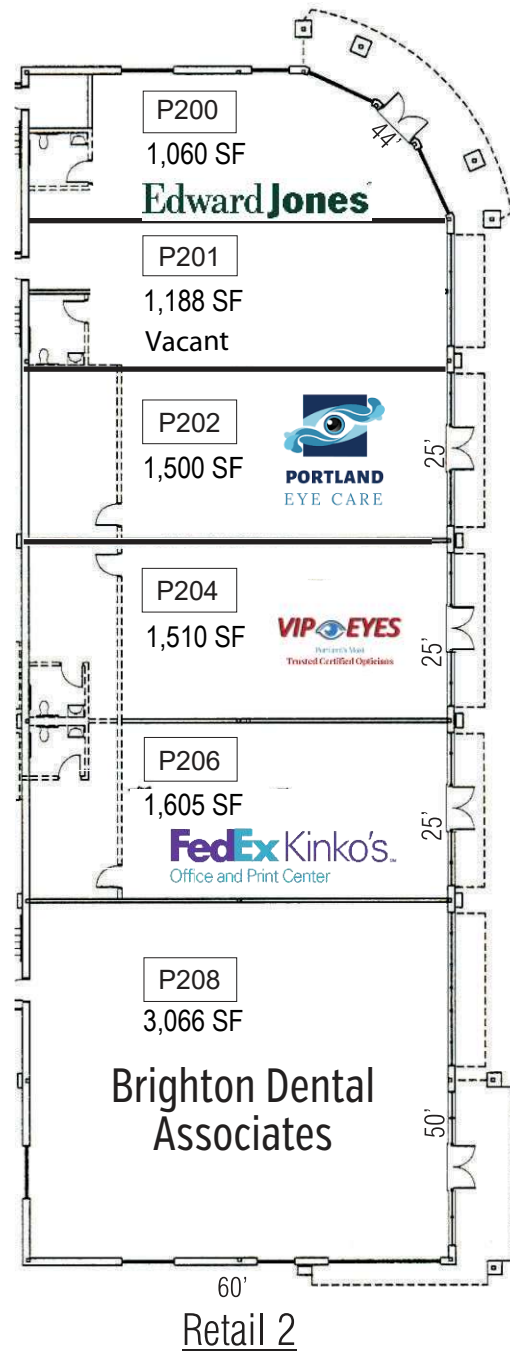 P200
44'
1,060 SF
Edward Jones
P201
1,188 SF
Vacant
P202
1,500 SF
25'
PORTLAND
EYE CARE
P204
1,510 SF
25'
VIP EYES
Portland's Most
Trusted Certified Opticians
P206
1,605 SF
25'
FedEx Kinko's
Office and Print Center
P208
3,066 SF
Brighton Dental
Associates
50'
60'
Retail 2